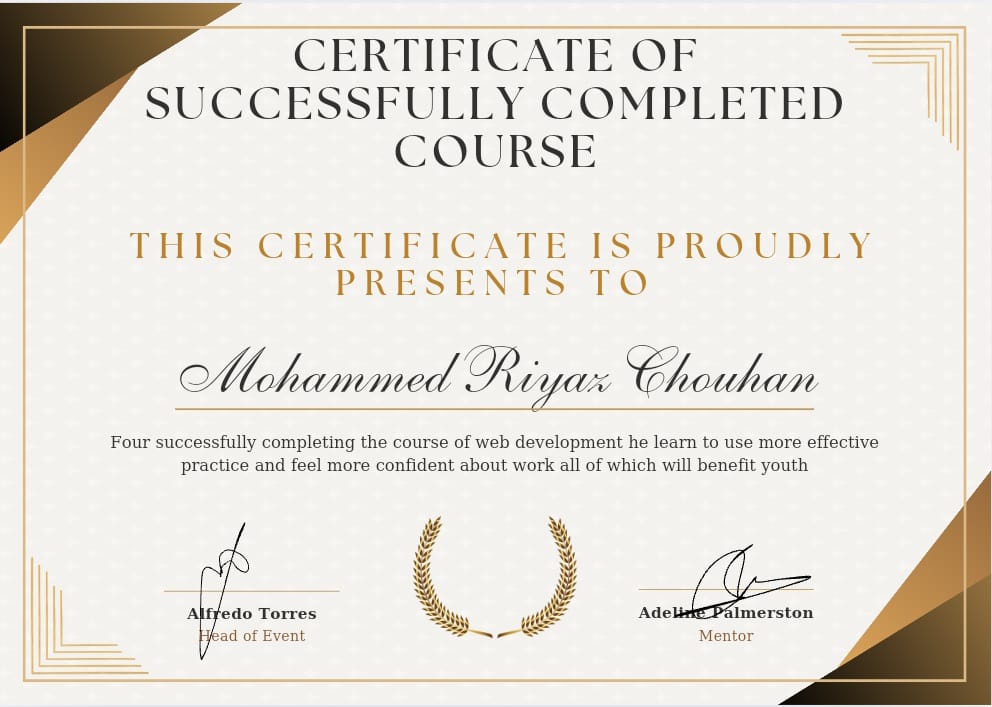 CERTIFICATE OF
SUCCESSFULLY COMPLETED
COURSE
THIS CERTIFICATE IS PROUDLY
PRESENTS TO
Mohammed Riyaz Chouhan
Four successfully completing the course of web development he learn to use more effective
practice and feel more confident about work all of which will benefit youth
Alfredo Torres
Head of Event
Adeline Palmerston
Mentor